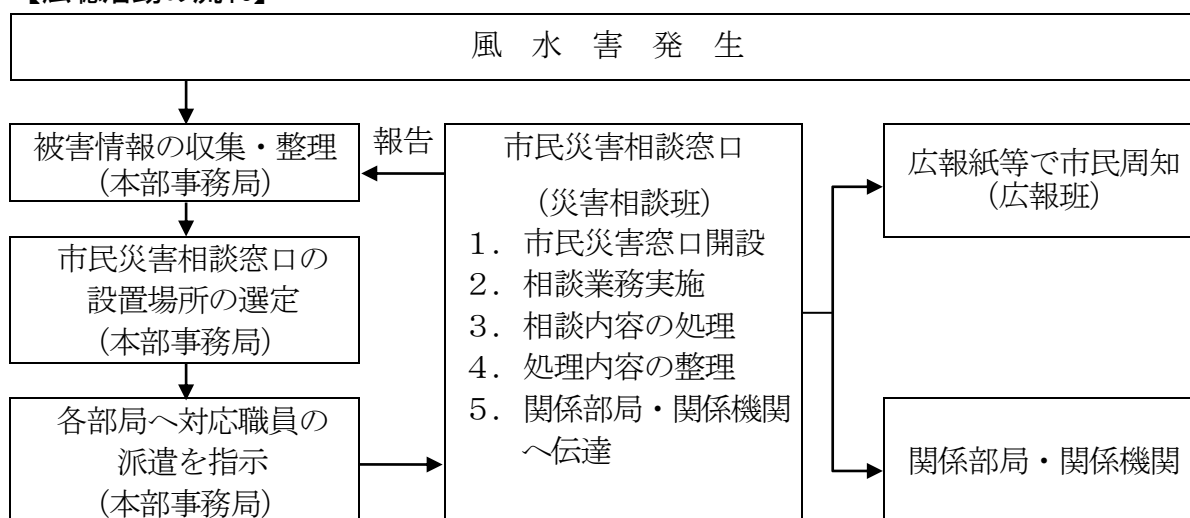 【広聴活動の流れ】
風 水 害 発 生
被害情報の収集・整理
（本部事務局）
報告
市民災害相談窓口の
設置場所の選定
（本部事務局）
各部局へ対応職員の
派遣を指示
（本部事務局）
市民災害相談窓口
（災害相談班）
1．市民災害窓口開設
2．相談業務実施
3．相談内容の処理
4．処理内容の整理
5．関係部局・関係機関
へ伝達
広報紙等で市民周知
（広報班）
関係部局・関係機関